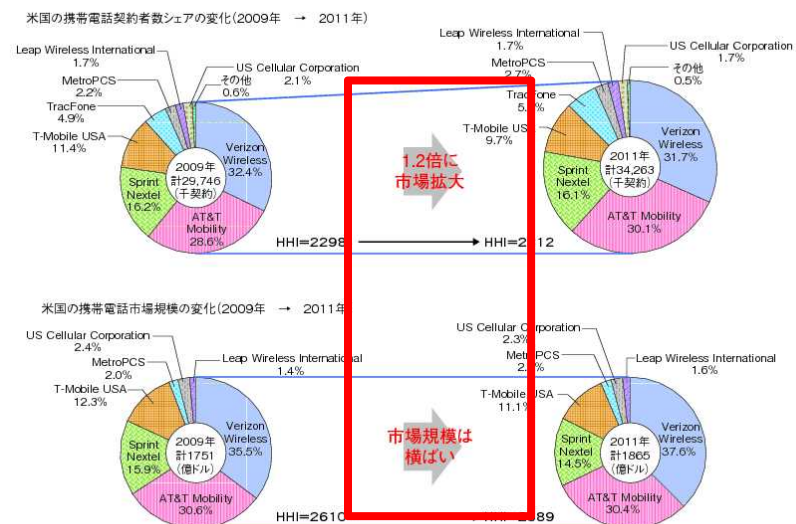 米国の携帯電話契約者数シェアの変化(2009年 → 2011年)
Leap Wireless International
1.7%
MetroPCS
2.2%
TracFone
4.9%
T-Mobile USA
11.4%
Sprint
Nextel
16.2%
US Cellular Corporation
2.1%
その他
0.6%
Verizon
Wireless
32.4%
2009年
計29,746
(千契約)
AT&T
Mobility
28.6%
HHI=2298
1.2倍に
市場拡大
Leap Wireless International
1.7%
MetroPCS
2.7%
TracFone
T-Mobile
9.7%
Sprint
Nextel
16.1%
US Cellular Corporation
1.7%
その他
0.5%
Verizon
Wireless
31.7%
2011年
計34,263
(千契約)
AT&T Mobility
30.1%
米国の携帯電話市場規模の変化(2009年 → 2011年
US Cellular Corporation
2.4%
MetroPCS
2.0%
T-Mobile USA
12.3%
Sprint
Nextel
15.9%
Leap Wireless International
1.4%
Verizon
Wireless
35.5%
2009年
計1751
(億ドル)
AT&T Mobility
30.6%
HHI=2610
市場規模は
横ばい
US Cellular Corporation
2.3%
MetroPCS
T-Mobile USA
11.1%
Sprint
Nextel
14.5%
Leap Wireless International
1.6%
Verizon
Wireless
37.6%
2011年
計1865
(億ドル)
AT&T Mobility
30.4%